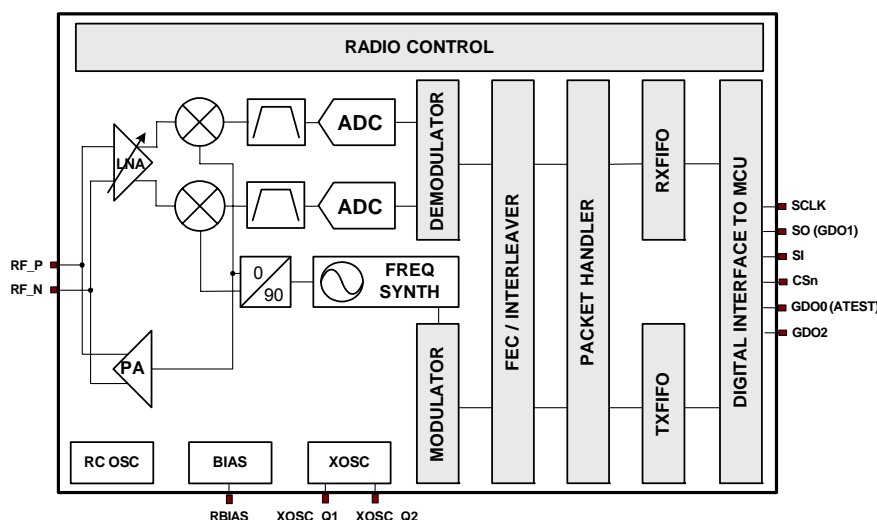 RADIO CONTROL
LNA
ADC
ADC
DEMODULATOR
FEC / INTERLEAVER
PACKET HANDLER
RXFIFO
DIGITAL INTERFACE TO MCU
SCLK
SO (GDO1)
SI
CSn
GDO0 (ATEST)
GDO2
RF_P
RF_N
0
90
FREQ
SYNTH
PA
MODULATOR
TXFIFO
RC OSC
BIAS
XOSC
RBIAS
XOSC_Q1
XOSC_Q2